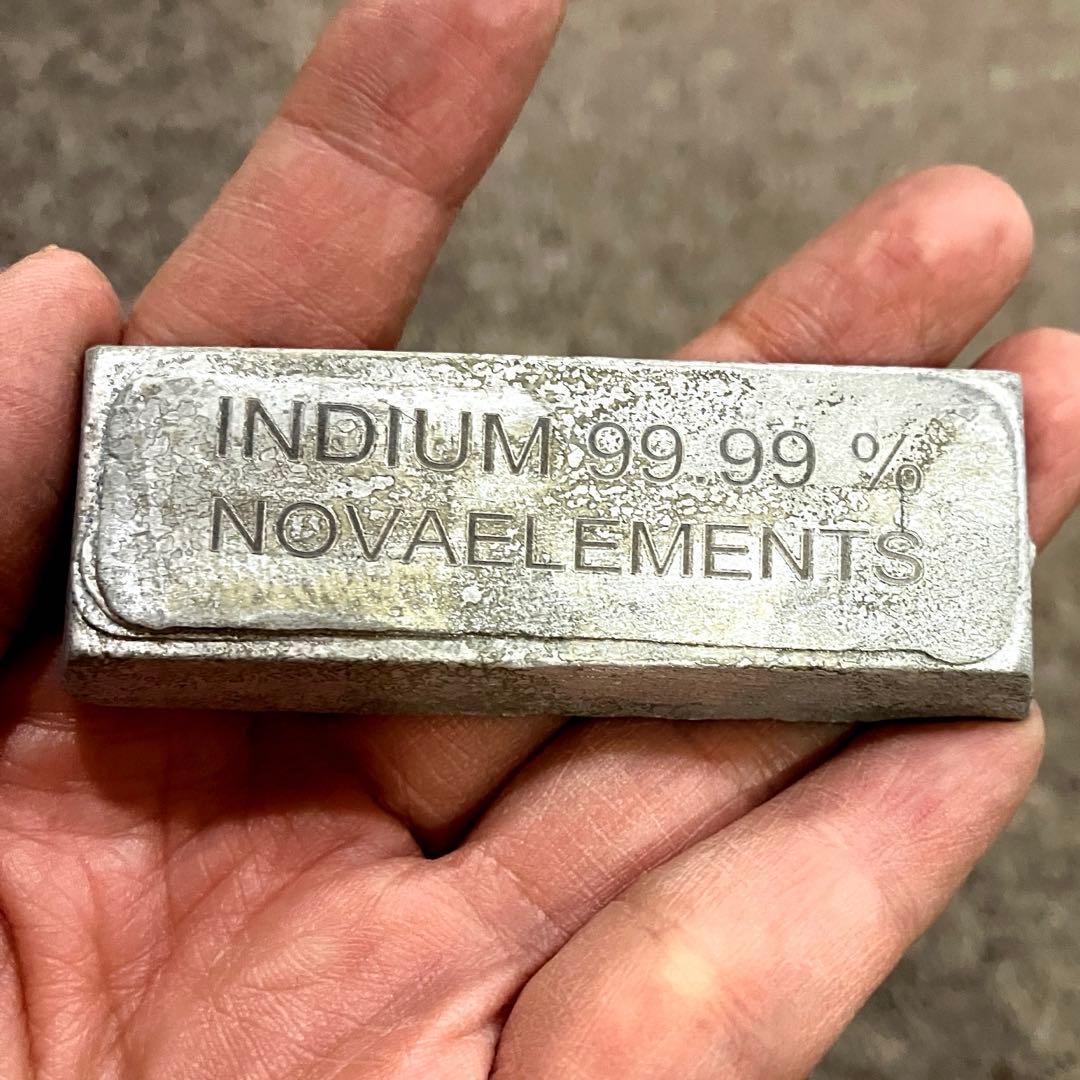 INDIUM 99.99 %
NOVAELEMENTS